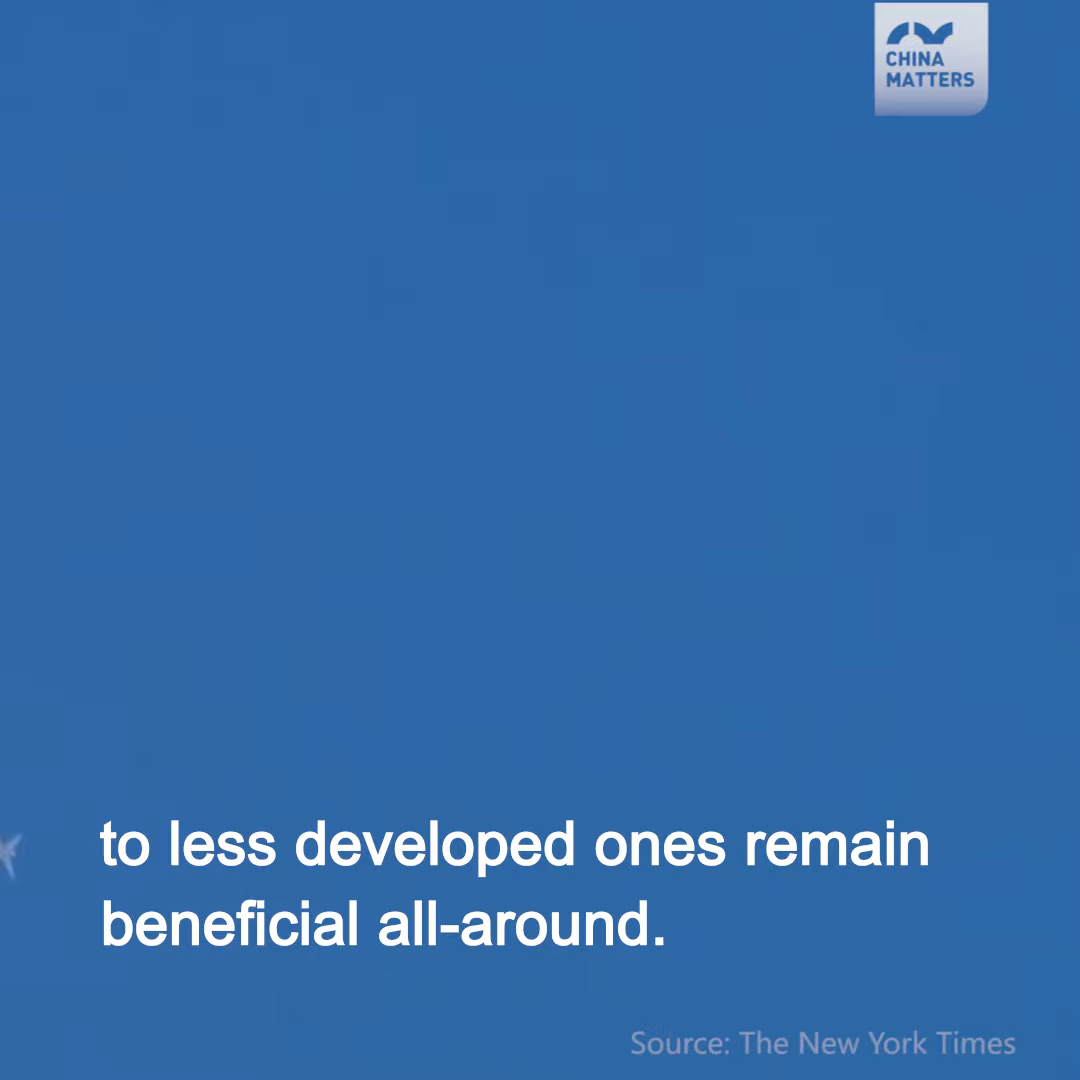 CHINA
MATTERS
to less developed ones remain
beneficial all-around.
Source: The New York Times